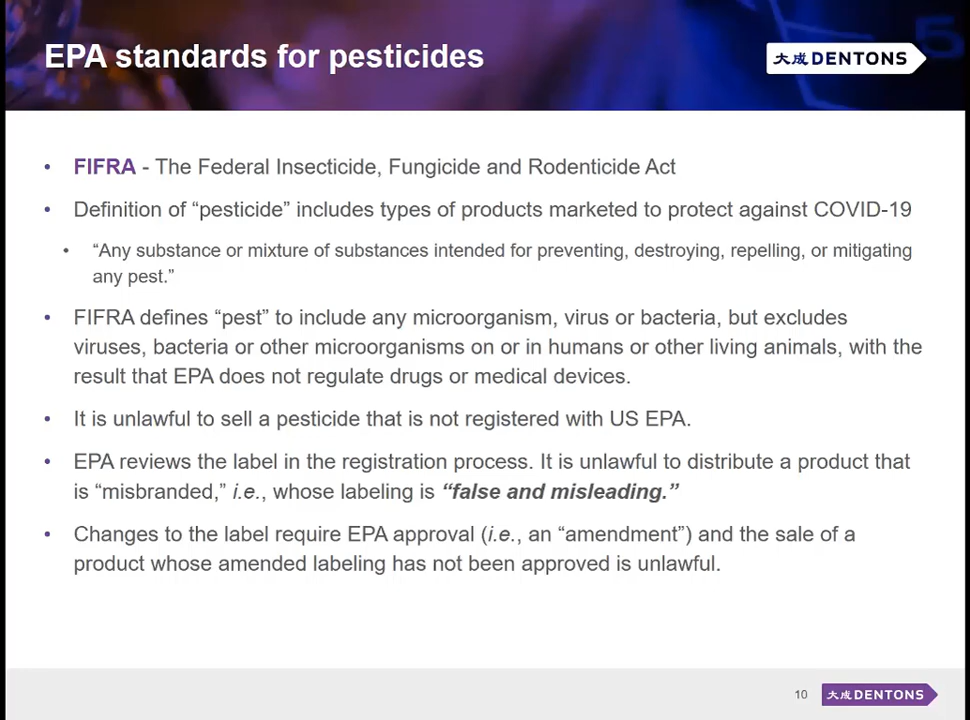 EPA standards for pesticides
大成 DENTONS
• FIFRA - The Federal Insecticide, Fungicide and Rodenticide Act
• Definition of “pesticide” includes types of products marketed to protect against COVID-19
• “Any substance or mixture of substances intended for preventing, destroying, repelling, or mitigating
any pest.”
• FIFRA defines “pest” to include any microorganism, virus or bacteria, but excludes
viruses, bacteria or other microorganisms on or in humans or other living animals, with the
result that EPA does not regulate drugs or medical devices.
• It is unlawful to sell a pesticide that is not registered with US EPA.
• EPA reviews the label in the registration process. It is unlawful to distribute a product that
is “misbranded,” i.e., whose labeling is “false and misleading.”
• Changes to the label require EPA approval (i.e., an “amendment”) and the sale of a
product whose amended labeling has not been approved is unlawful.
10
大成 DENTONS